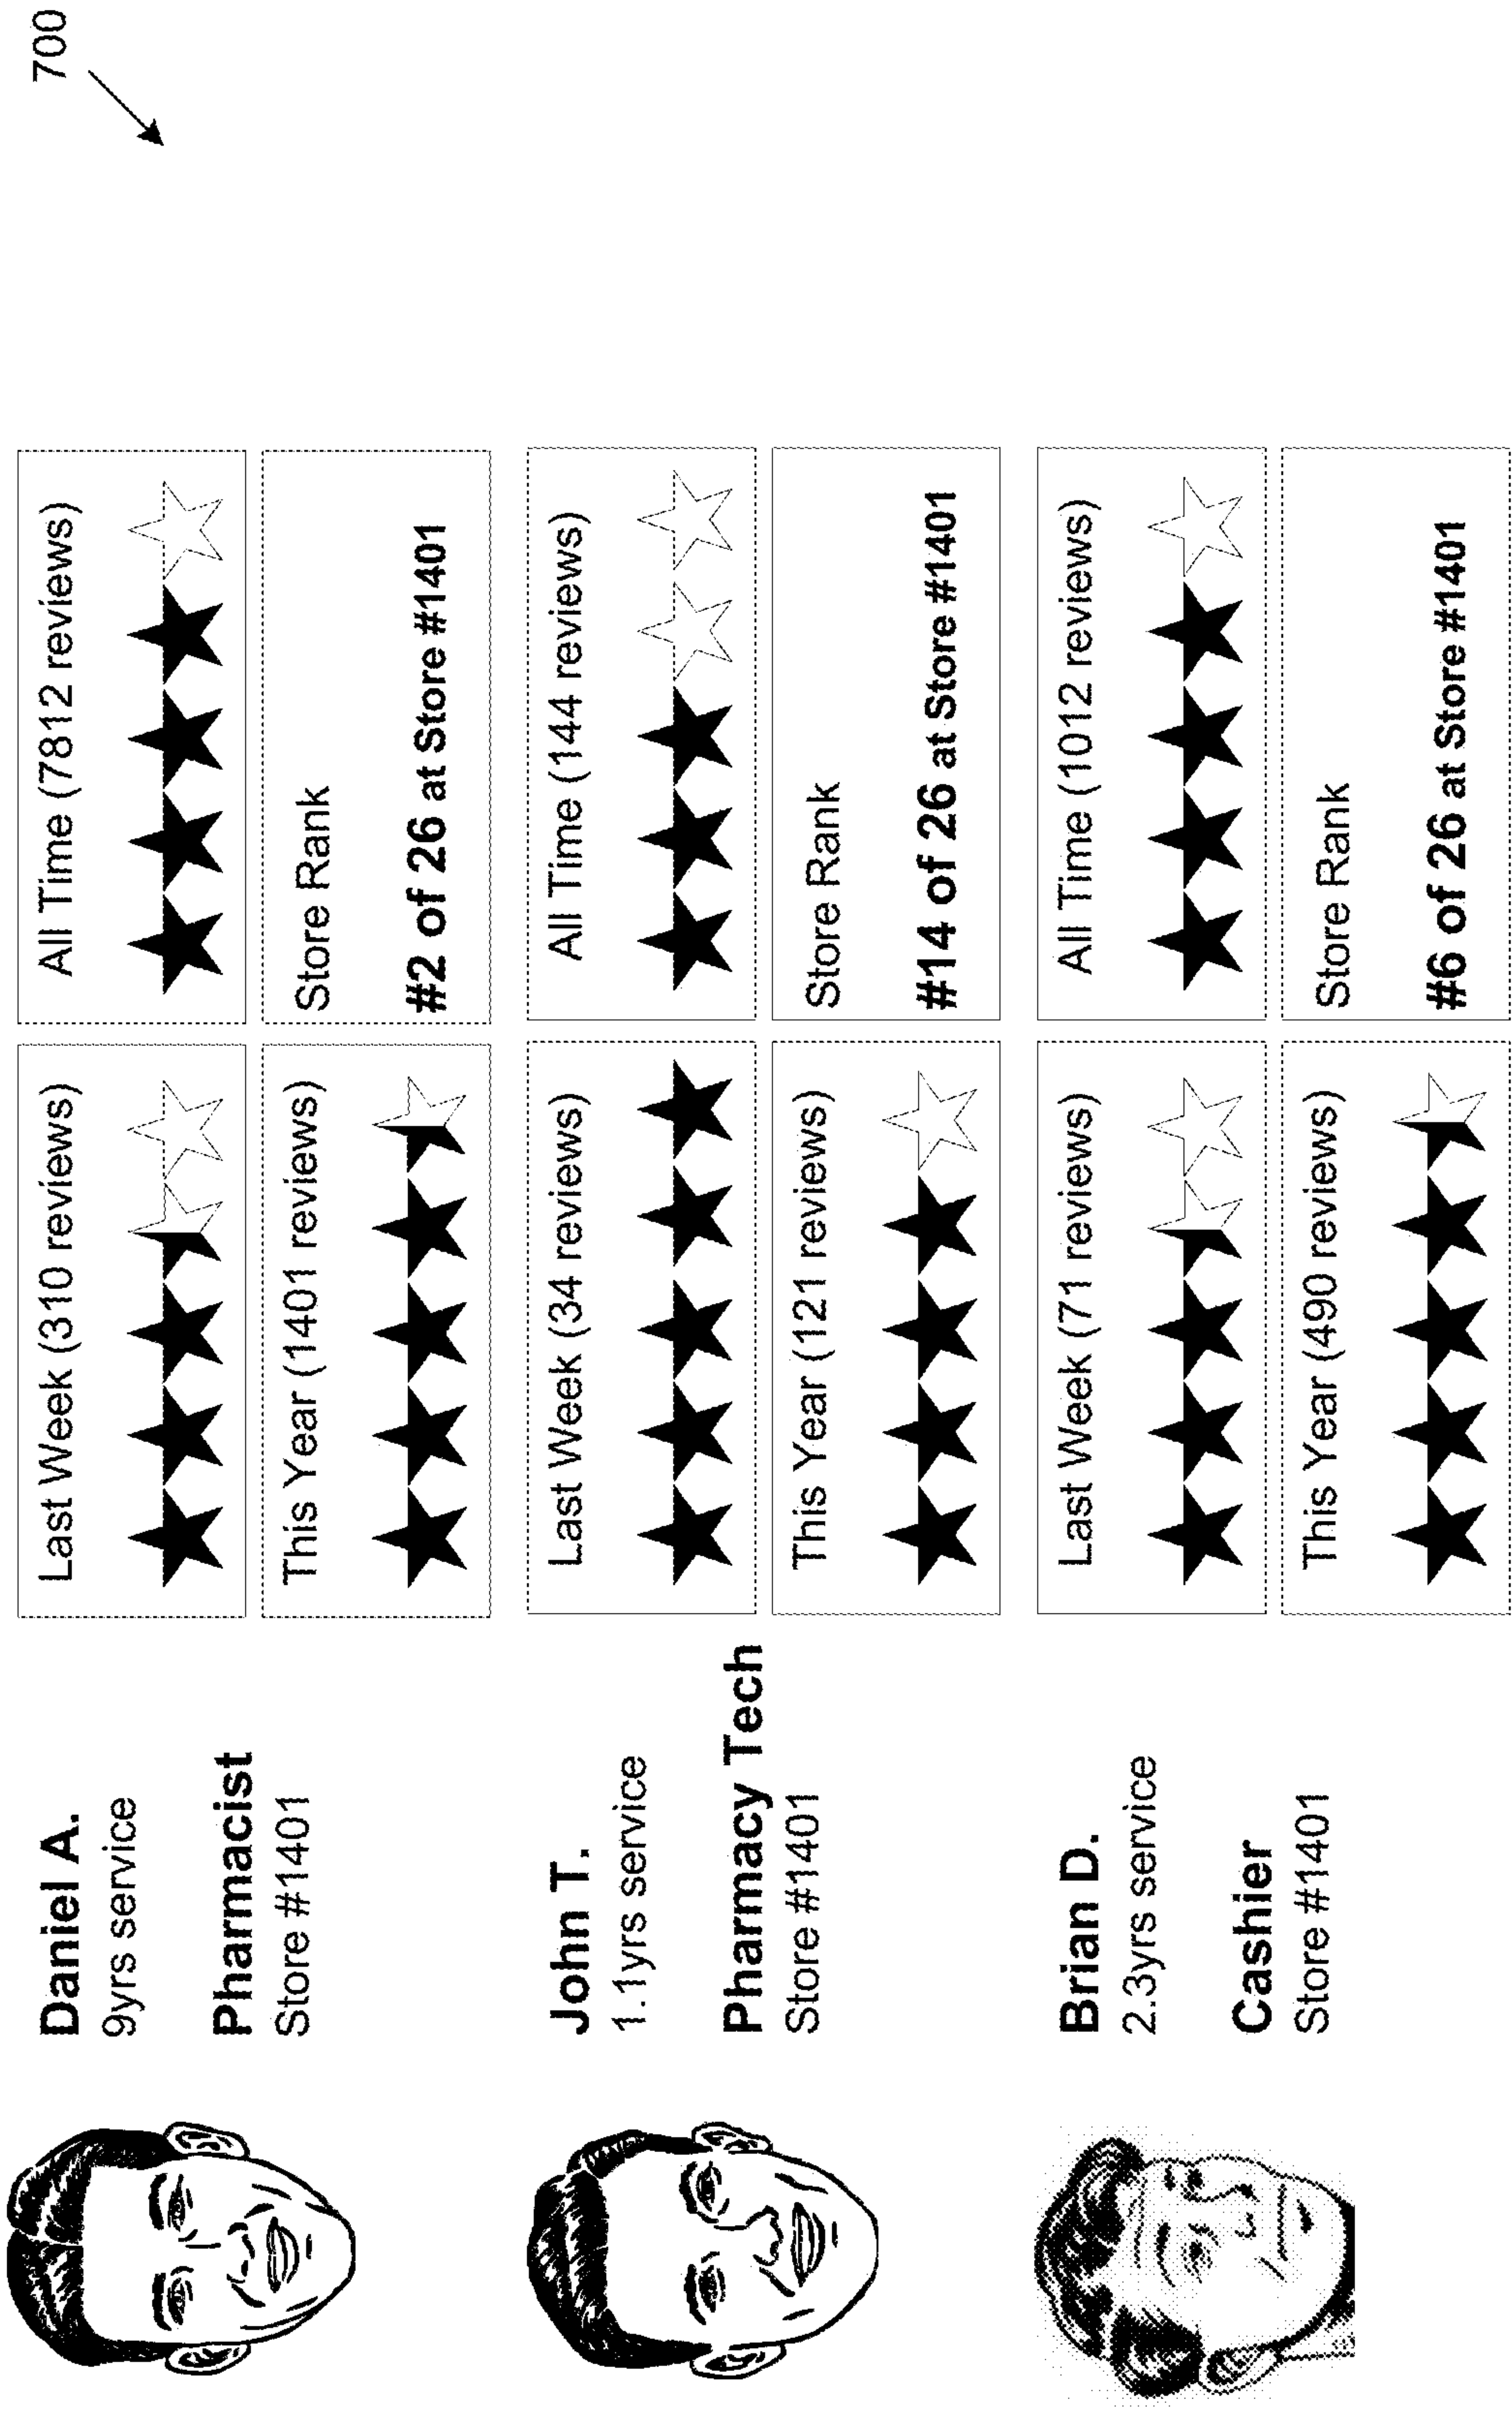 700
Daniel A.
9yrs service
Pharmacist
Store #1401
Last Week (310 reviews)
All Time (7812 reviews)
This Year (1401 reviews)
Store Rank
#2 of 26 at Store #1401
John T.
1.1yrs service
Pharmacy Tech
Store #1401
Last Week (34 reviews)
All Time (144 reviews)
This Year (121 reviews)
Store Rank
#14 of 26 at Store #1401
Brian D.
2.3yrs service
Cashier
Store #1401
Last Week (71 reviews)
All Time (1012 reviews)
This Year (490 reviews)
Store Rank
#6 of 26 at Store #1401